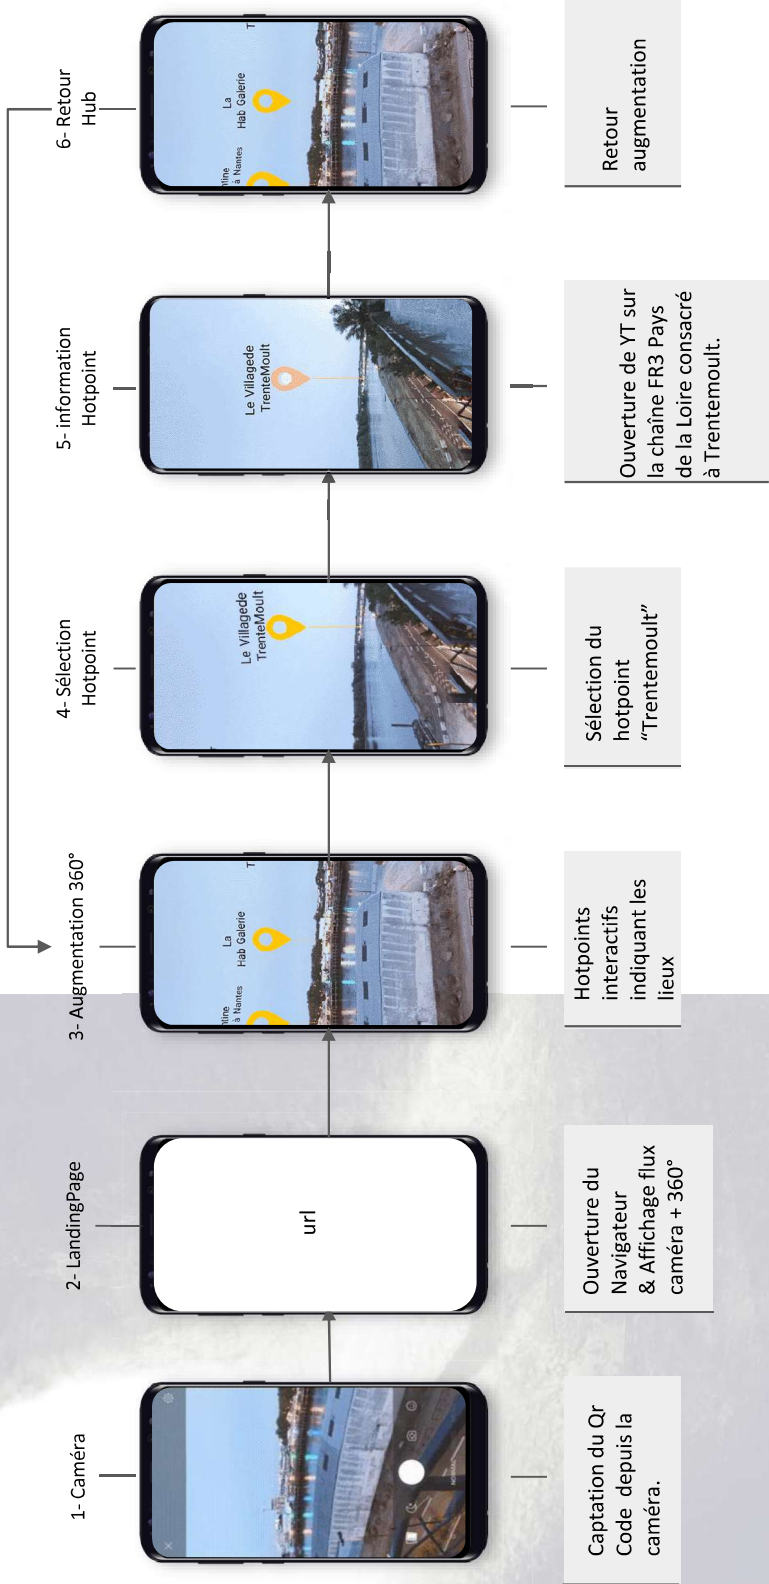 1- Caméra
2- LandingPage
3- Augmentation 360°
4- Sélection
Hotpoint
5- information
Hotpoint
6- Retour
Hub
NORMAL
url
ntine
à Nantes
La
Hab Galerie
T
Le Villagede
TrenteMoult
Le Villagede
TrenteMoult
ntine
à Nantes
La
Hab Galerie
T
Captation du Qr
Code depuis la
caméra.
Ouverture du
Navigateur
& Affichage flux
caméra + 360°
Hotpoints
interactifs
indiquant les
lieux
Sélection du
hotpoint
“Trentemoult”
Ouverture de YT sur
la chaîne FR3 Pays
de la Loire consacré
à Trentemoult.
Retour
augmentation